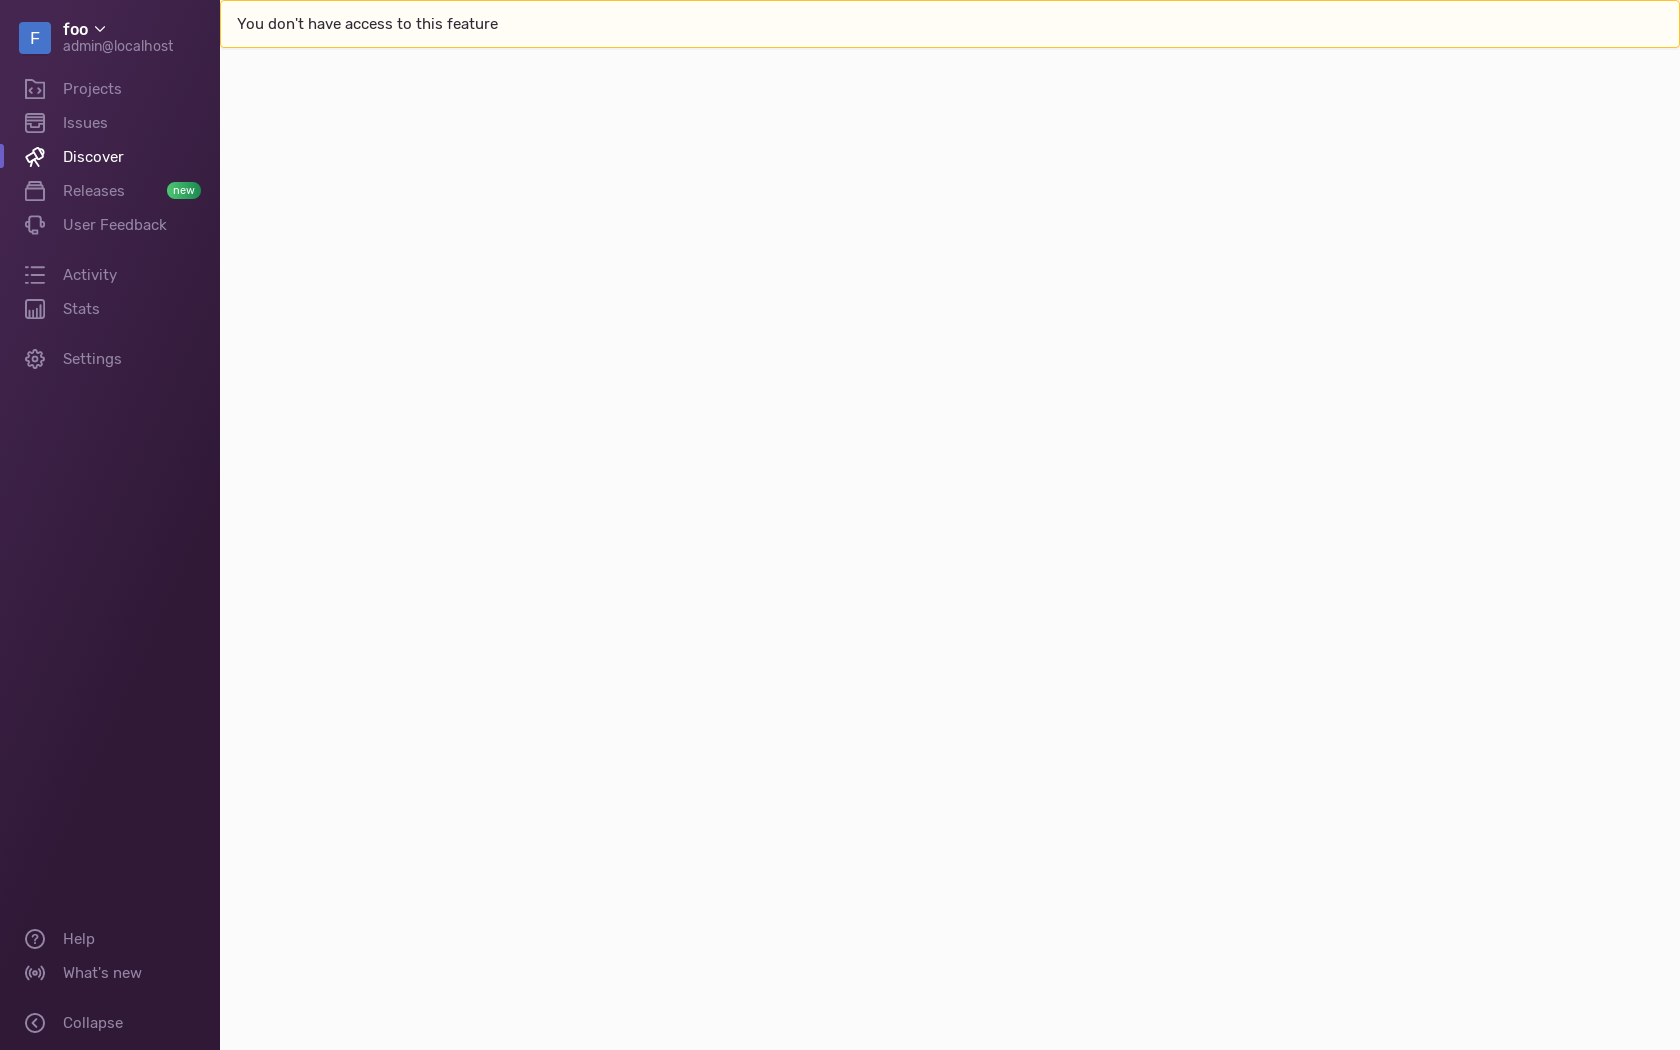 F
foo
admin@localhost
Projects
Issues
Discover
Releases new
User Feedback
Activity
Stats
Settings
Help
What's new
Collapse
You don't have access to this feature